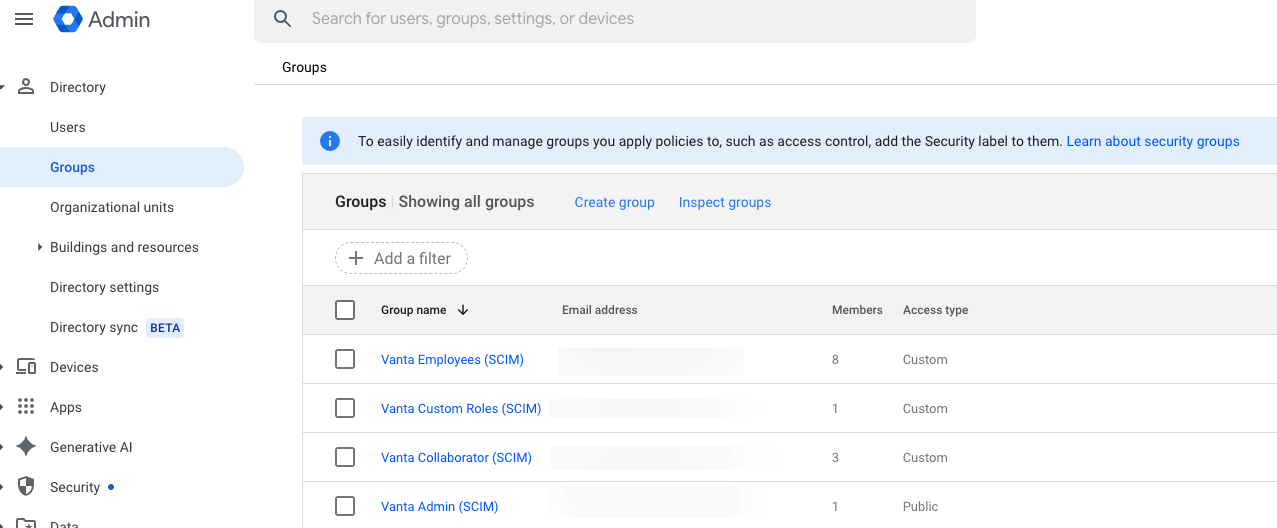 Admin
Search for users, groups, settings, or devices
Groups
Directory
Users
Groups
Organizational units
Buildings and resources
Directory settings
Directory sync BETA
Devices
Apps
Generative AI
Security
Data
To easily identify and manage groups you apply policies to, such as access control, add the Security label to them. Learn about security groups
Groups | Showing all groups Create group Inspect groups
+ Add a filter
Group name Email address Members Access type
Vanta Employees (SCIM) 8 Custom
Vanta Custom Roles (SCIM) 1 Custom
Vanta Collaborator (SCIM) 3 Custom
Vanta Admin (SCIM) 1 Public